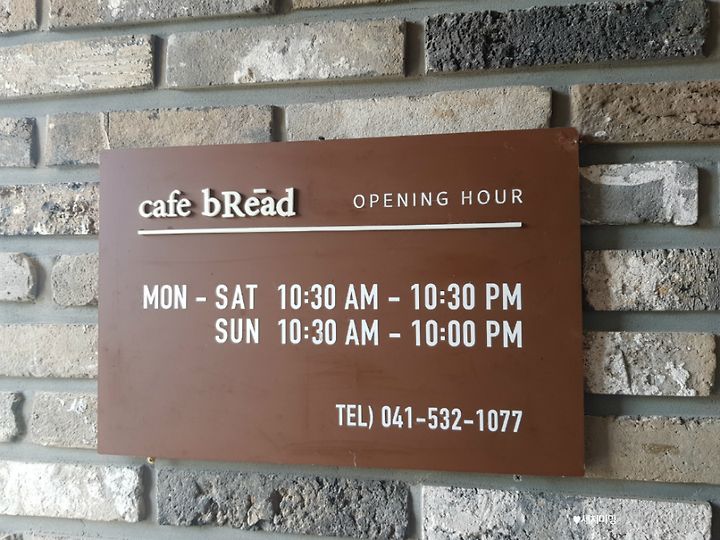 cafe bRēad
OPENING HOUR
MON - SAT 10:30 AM - 10:30 PM
SUN 10:30 AM - 10:00 PM
TEL) 041-532-1077